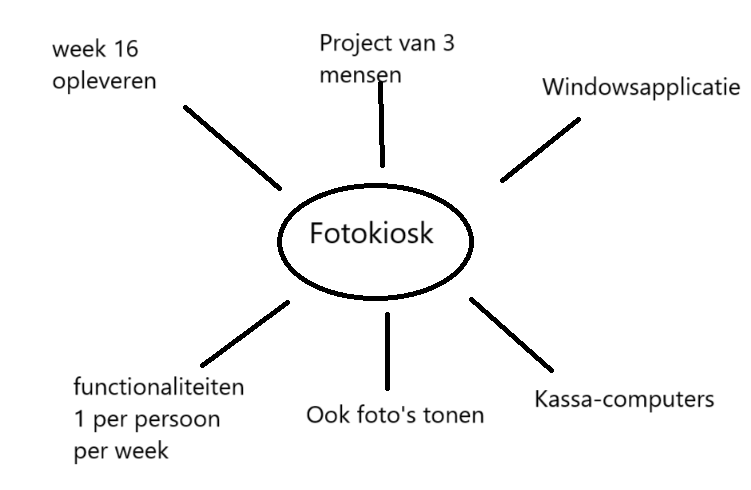 week 16
opleveren
Project van 3
mensen
Windowsapplicatie
Fotokiosk
functionaliteiten
1 per persoon
per week
Ook foto's tonen
Kassa-computers